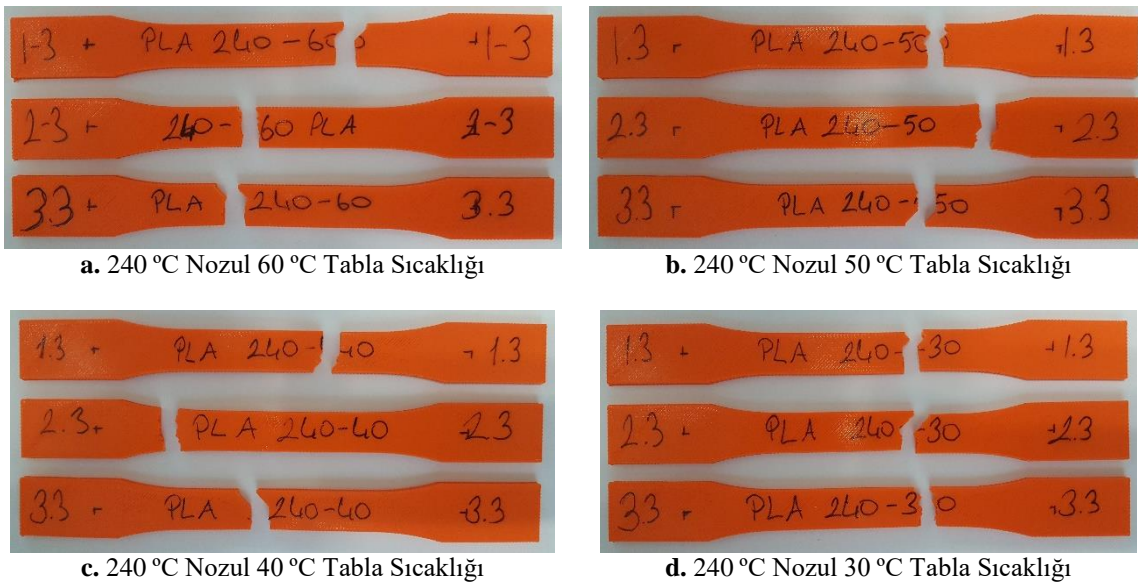 1-3 + PLA 240-60 +1-3
2-3 + 240-60 PLA 2-3
3.3 + PLA 240-60 3.3
a. 240 ºC Nozul 60 ºC Tabla Sıcaklığı
1.3 PLA 240-50 1.3
2.3 PLA 240-50 2.3
3.3 PLA 240-50 3.3
b. 240 ºC Nozul 50 ºC Tabla Sıcaklığı
1.3 + PLA 240-40 1.3
2.3 PLA 240-40 2.3
3.3 PLA 240-40 3.3
c. 240 ºC Nozul 40 ºC Tabla Sıcaklığı
1.3 PLA 240--30 +1.3
2.3 PLA 240-30 +2.3
3.3 PLA 240-30 3.3
d. 240 ºC Nozul 30 ºC Tabla Sıcaklığı